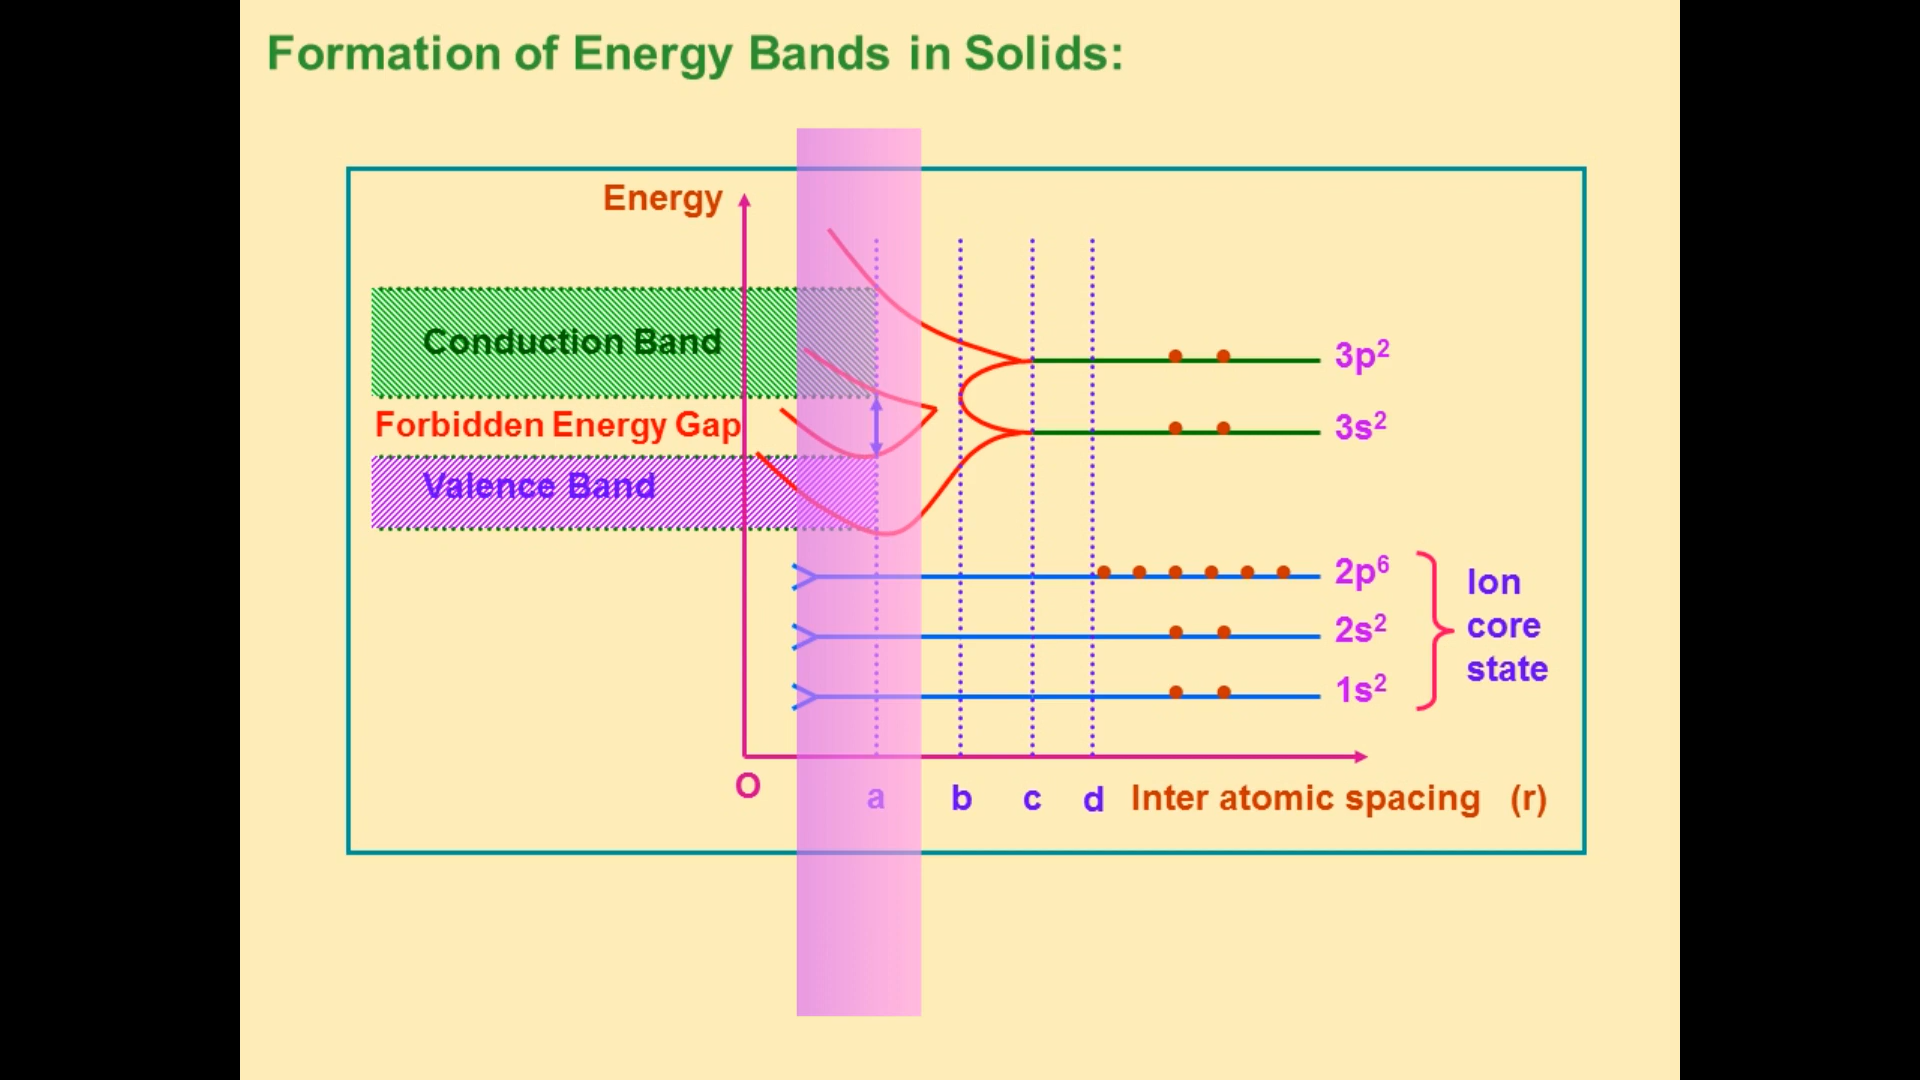 Formation of Energy Bands in Solids:
Energy
Conduction Band
Forbidden Energy Gap
Valence Band
3p²
3s²
2p⁶
2s²
1s²
Ion
core
state
O
a b c d Inter atomic spacing (r)